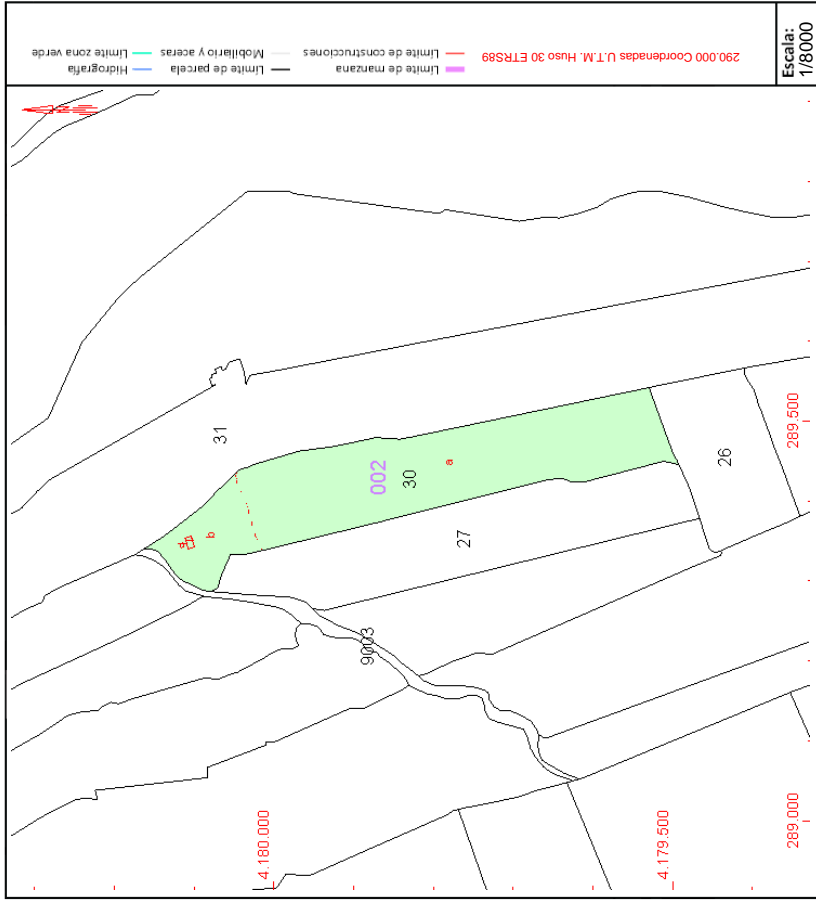 Límite de manzana
Límite de parcela
Hidrografía
Límite de construcciones
Mobiliario y aceras
Límite zona verde
290.000 Coordenadas U.T.M. Huso 30 ETRS89
Escala:
1/8000
31
002
30
a
b
27
26
9003
4.180.000
4.179.500
289.500
289.000